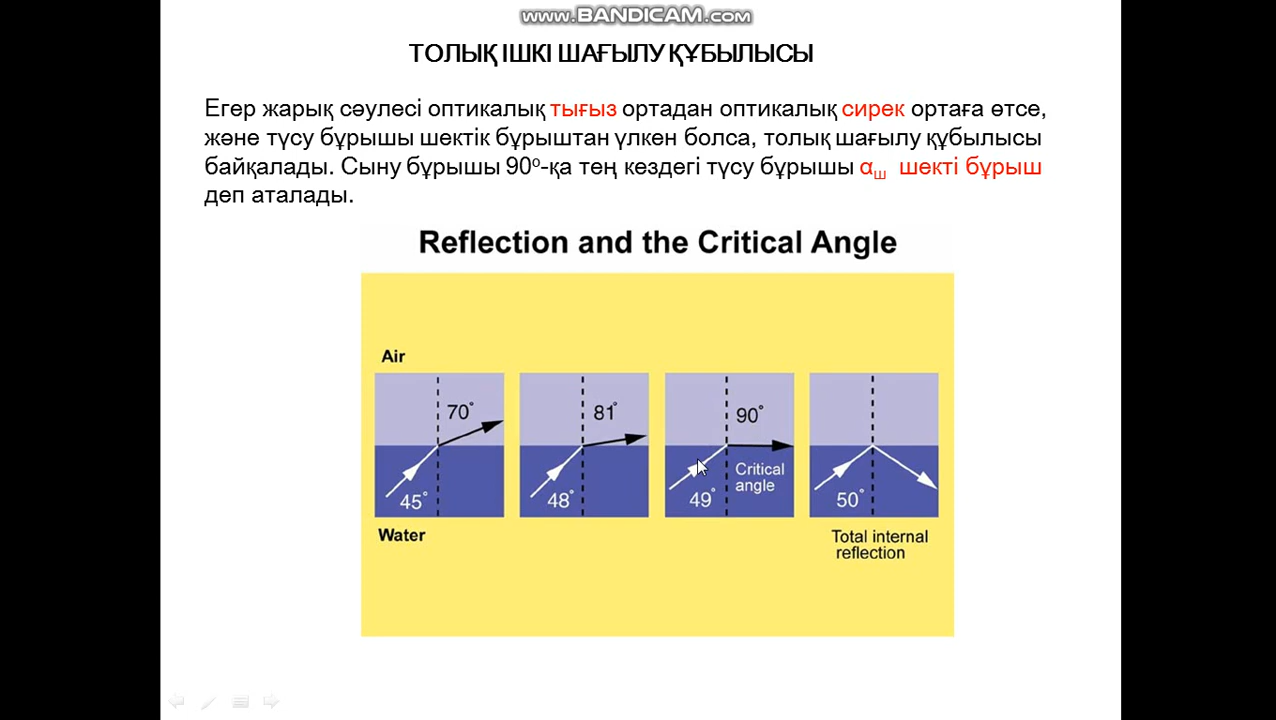 www.BANDICAM.com
ТОЛЫҚ ІШКІ ШАҒЫЛУ ҚҰБЫЛЫСЫ
Егер жарық сәулесі оптикалық тығыз ортадан оптикалық сирек ортаға өтсе,
және түсу бұрышы шектік бұрыштан үлкен болса, толық шағылу құбылысы
байқалады. Сыну бұрышы 90º-қа тең кездегі түсу бұрышы αш шекті бұрыш
деп аталады.
Reflection and the Critical Angle
Air
70° 81° 90°
45° 48° 49° Critical angle 50°
Water
Total internal
reflection